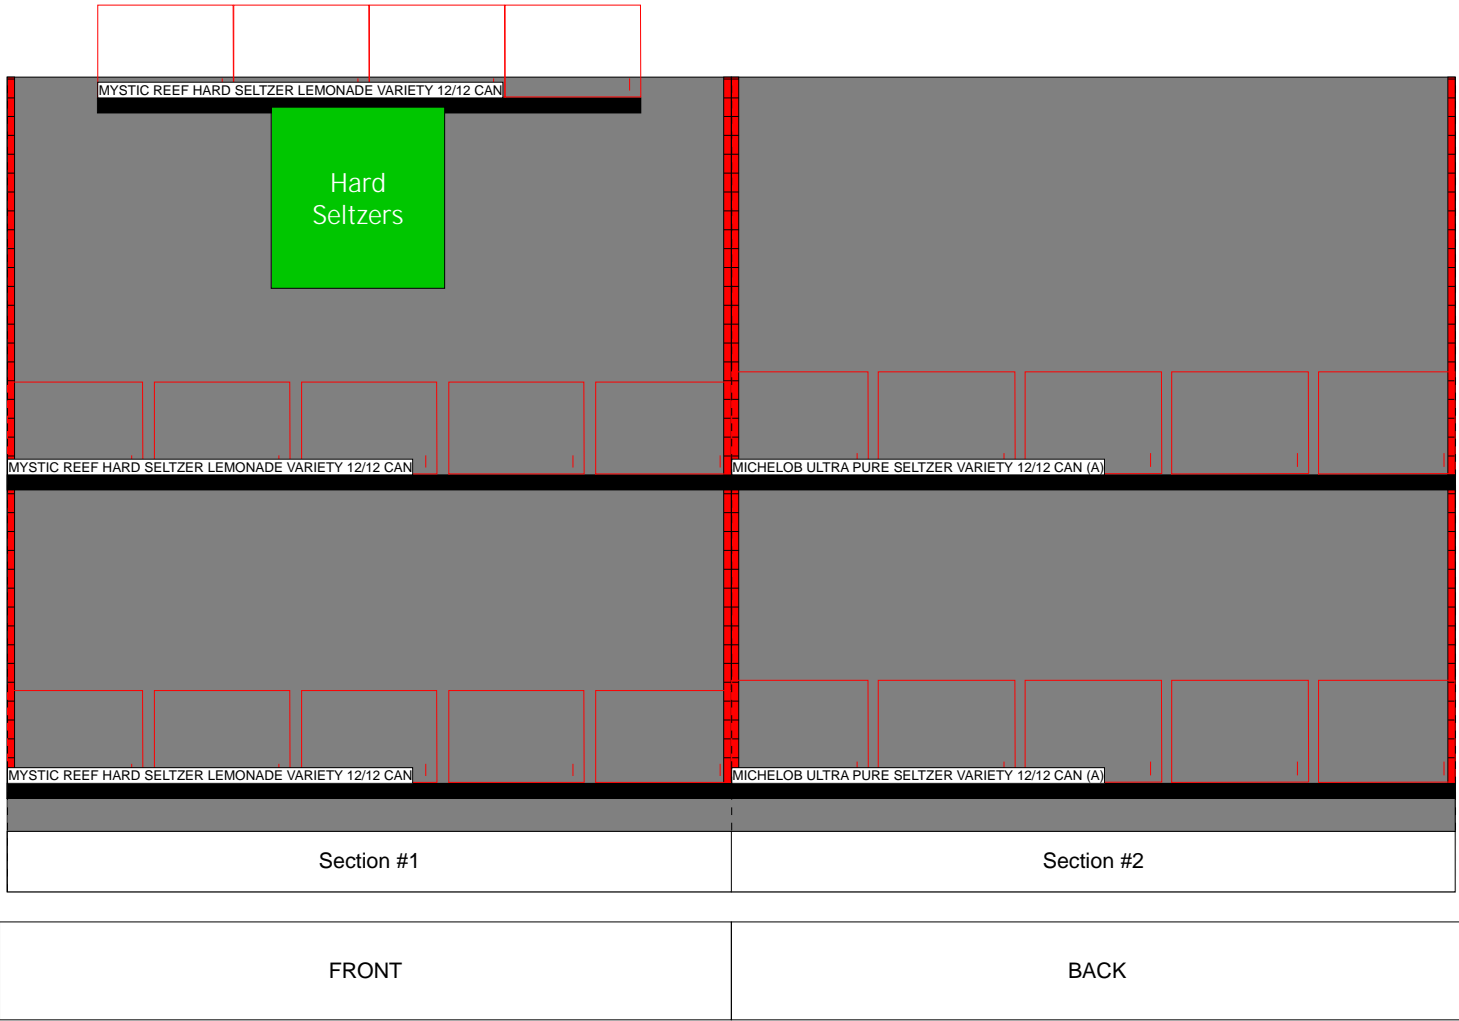 MYSTIC REEF HARD SELTZER LEMONADE VARIETY 12/12 CAN
Hard
Seltzers
MYSTIC REEF HARD SELTZER LEMONADE VARIETY 12/12 CAN
MICHELOB ULTRA PURE SELTZER VARIETY 12/12 CAN (A)
MYSTIC REEF HARD SELTZER LEMONADE VARIETY 12/12 CAN
MICHELOB ULTRA PURE SELTZER VARIETY 12/12 CAN (A)
Section #1
Section #2
FRONT
BACK